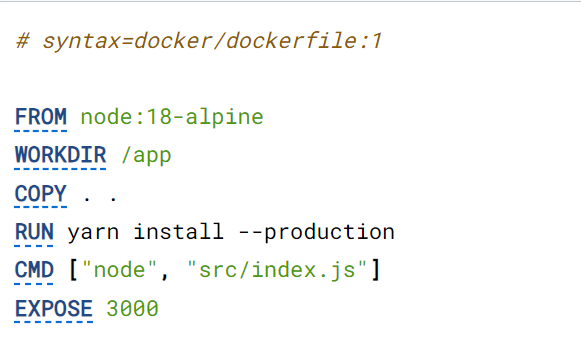 # syntax=docker/dockerfile:1
FROM node:18-alpine
WORKDIR /app
COPY . .
RUN yarn install --production
CMD ["node", "src/index.js"]
EXPOSE 3000